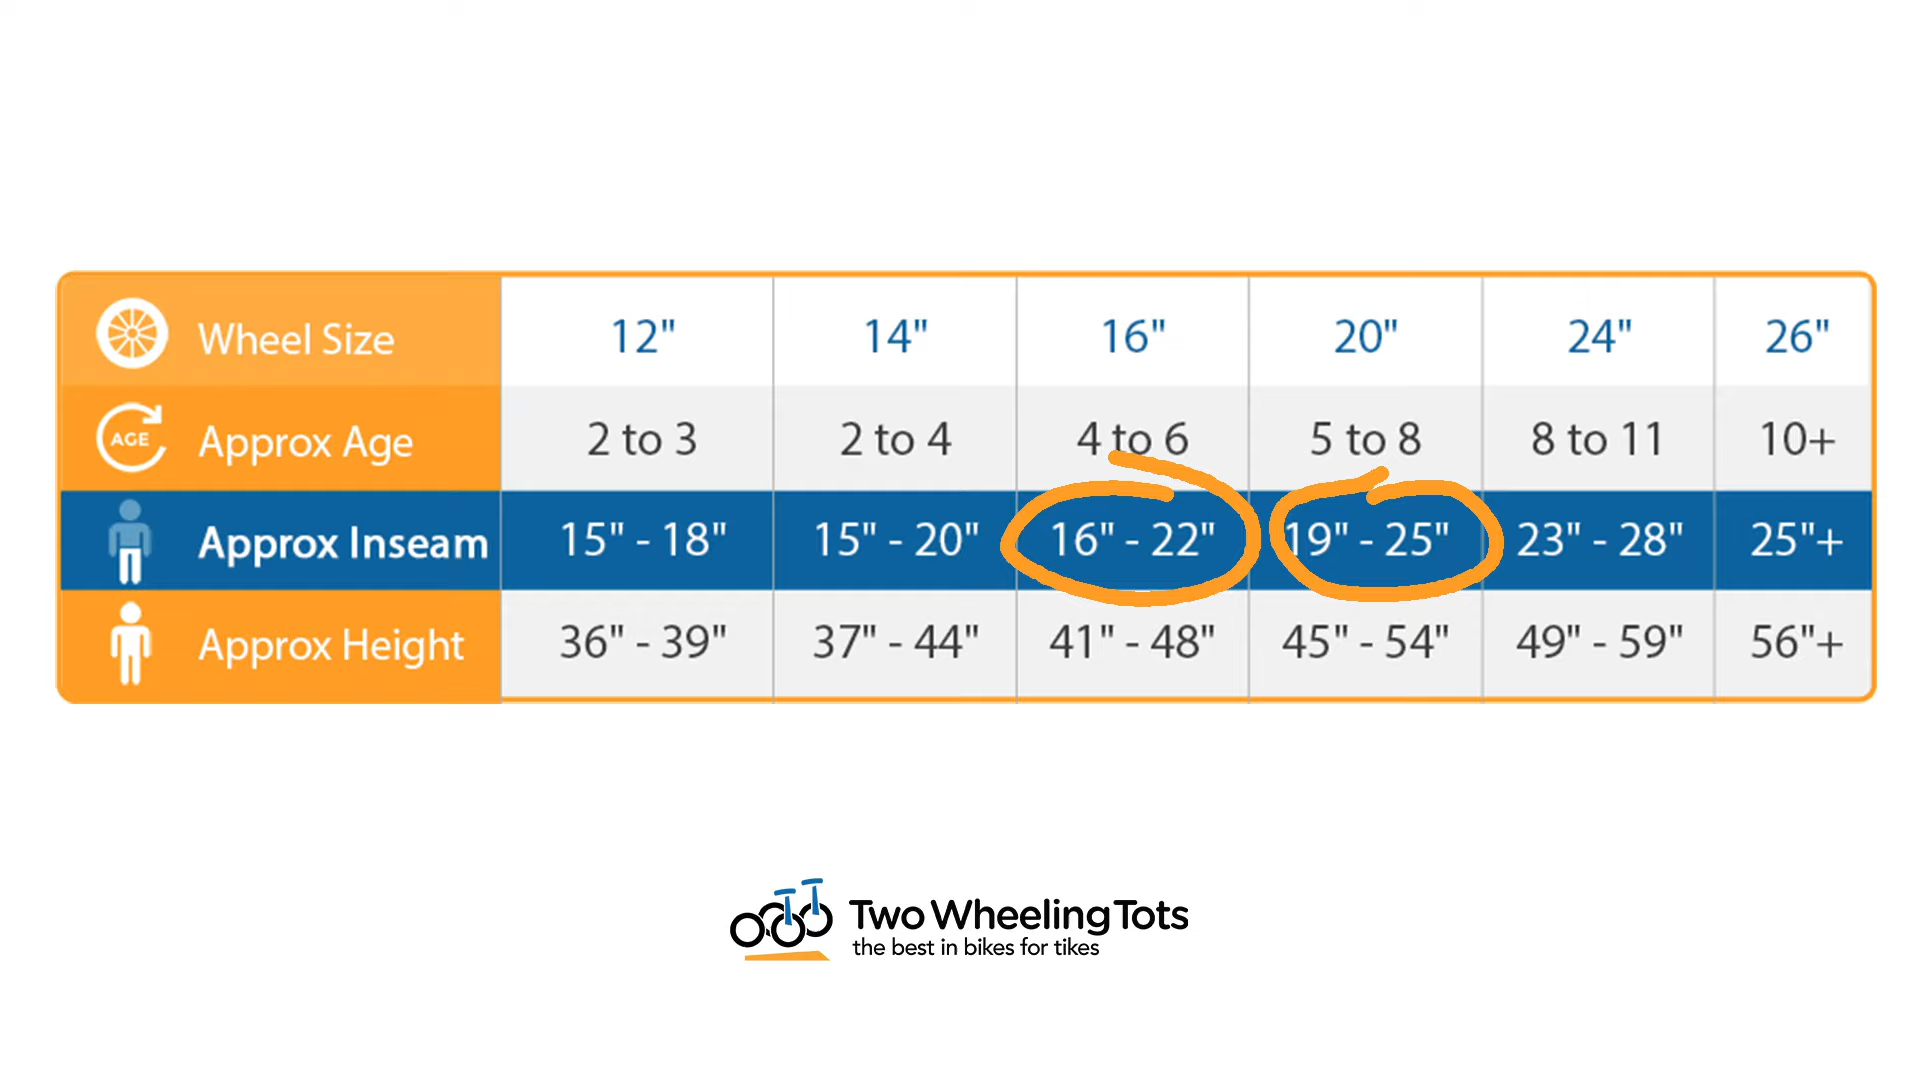 Wheel Size 12" 14" 16" 20" 24" 26"
AGE Approx Age 2 to 3 2 to 4 4 to 6 5 to 8 8 to 11 10+
Approx Inseam 15" - 18" 15" - 20" 16" - 22" 19" - 25" 23" - 28" 25"+
Approx Height 36" - 39" 37" - 44" 41" - 48" 45" - 54" 49" - 59" 56"+
Two Wheeling Tots
the best in bikes for tikes